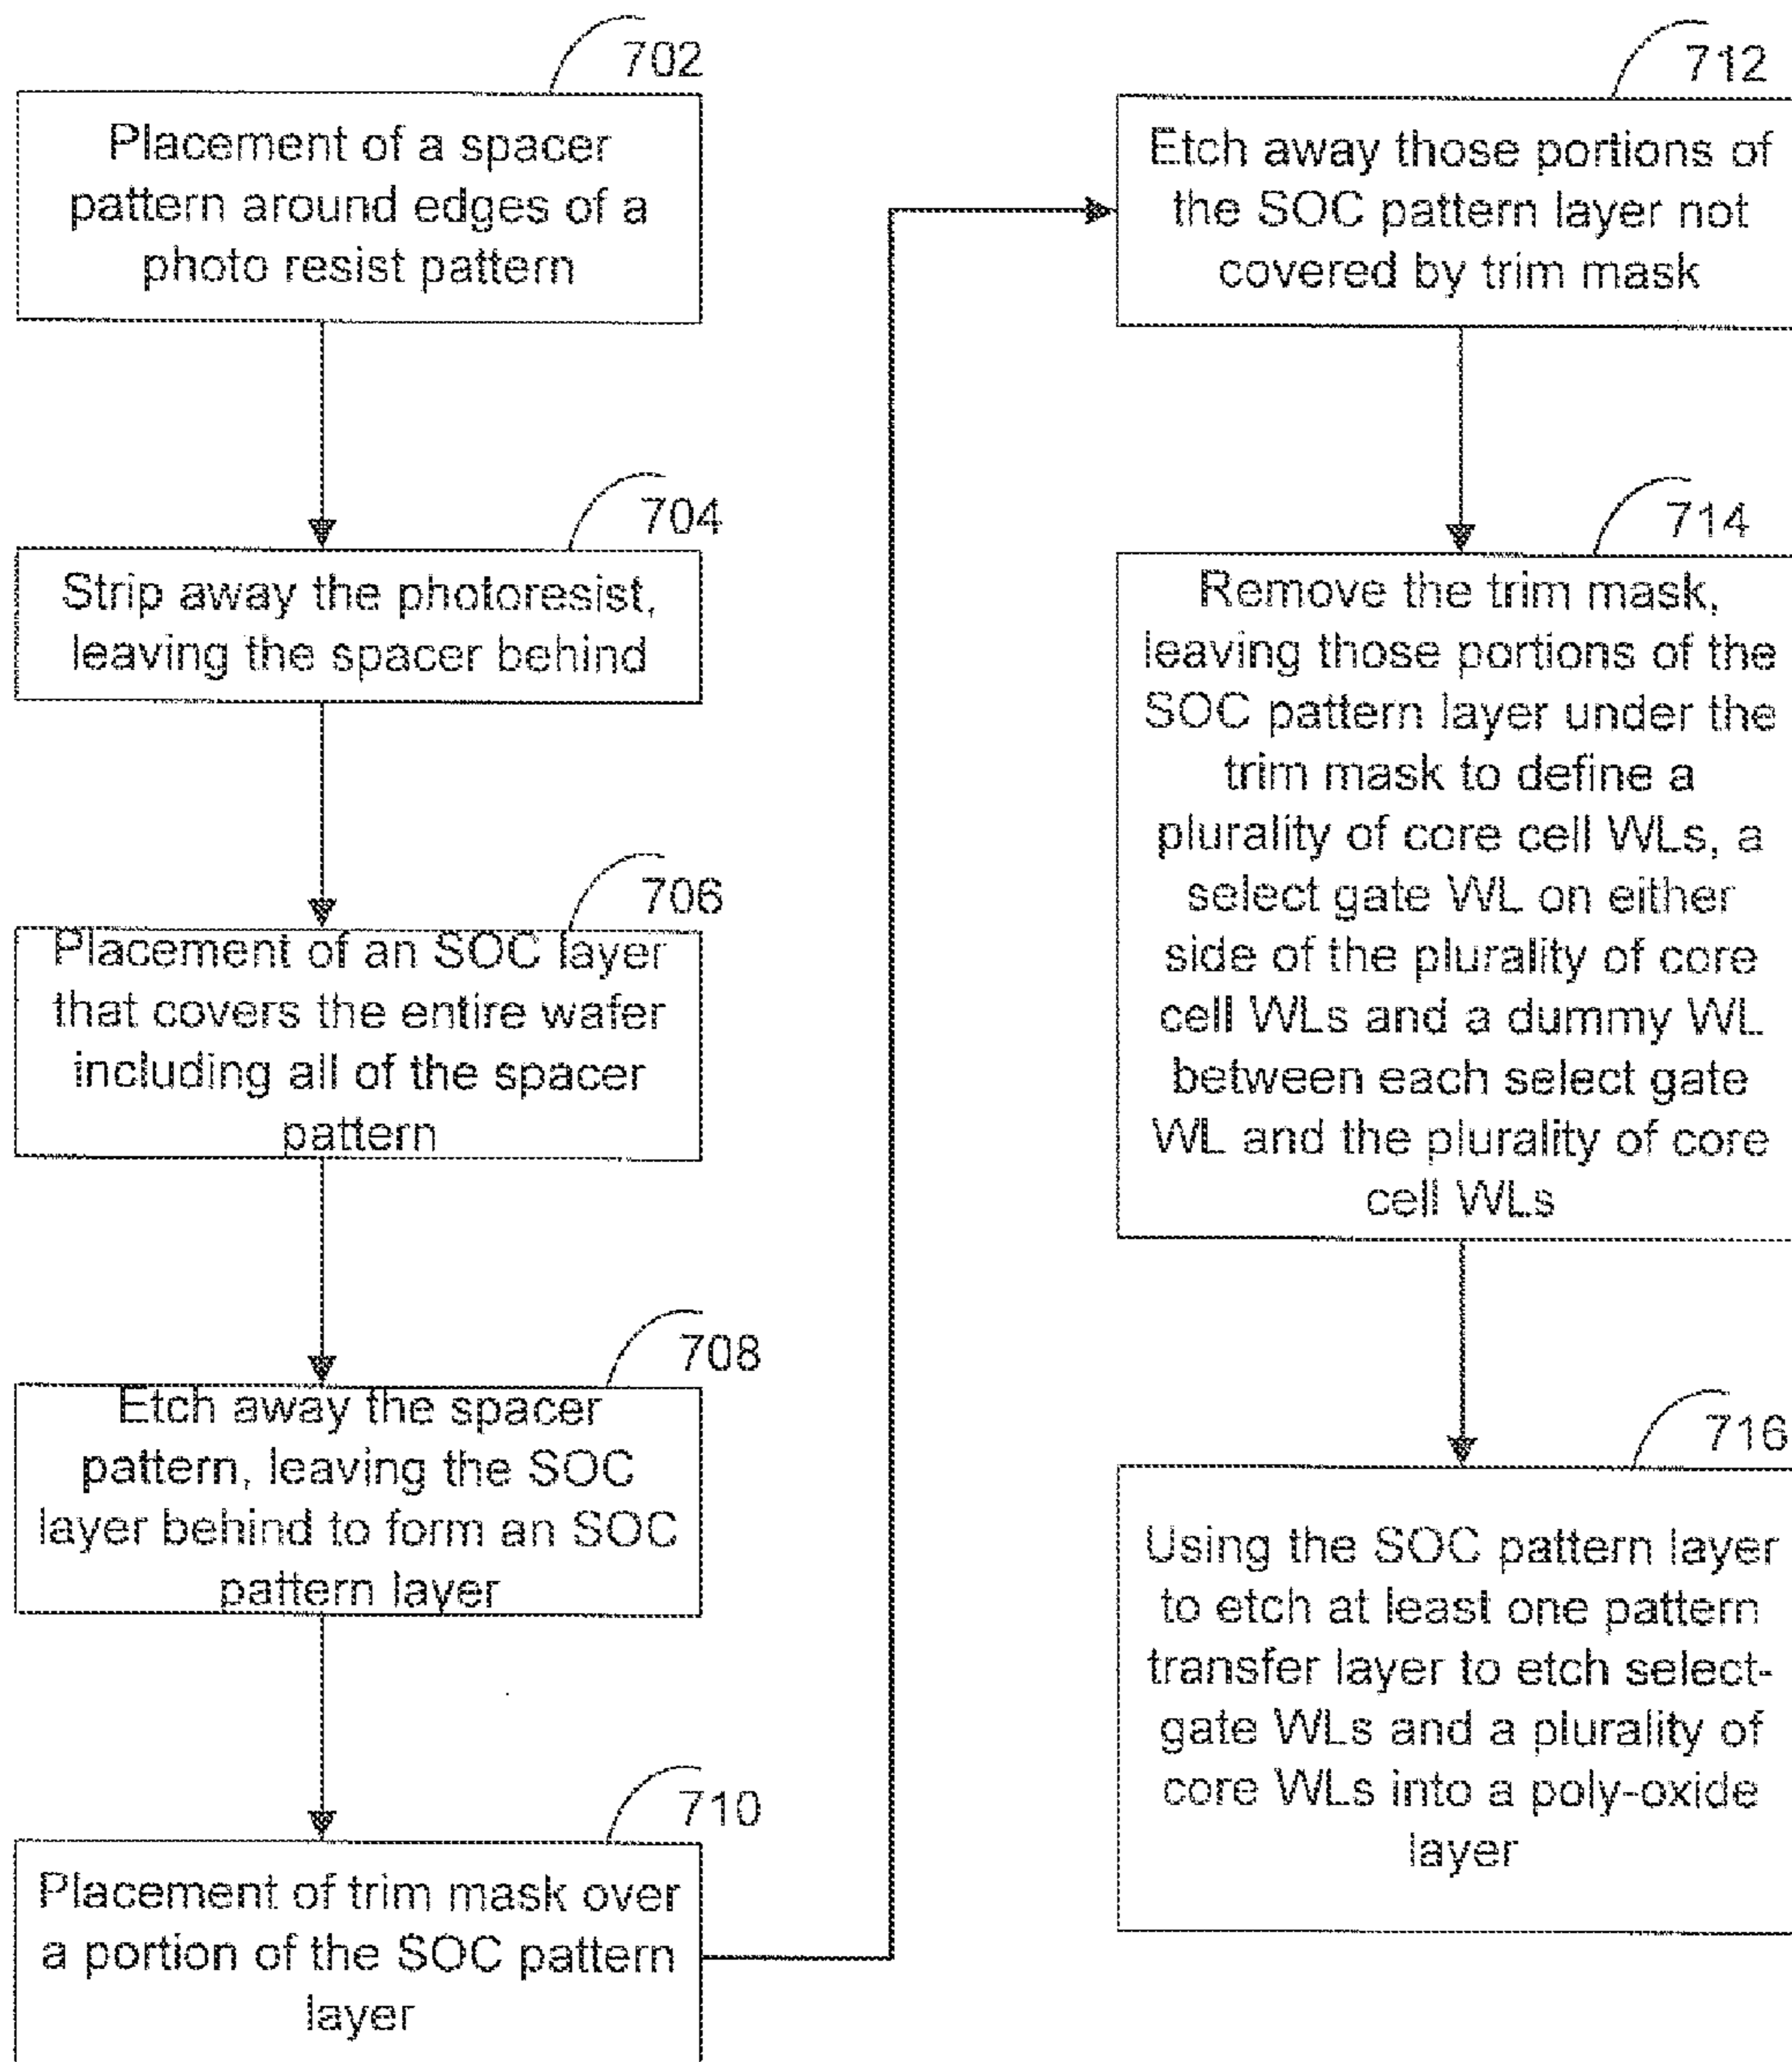 702
Placement of a spacer
pattern around edges of a
photo resist pattern
704
Strip away the photoresist,
leaving the spacer behind
706
Placement of an SOC layer
that covers the entire wafer
including all of the spacer
pattern
708
Etch away the spacer
pattern, leaving the SOC
layer behind to form an SOC
pattern layer
710
Placement of trim mask over
a portion of the SOC pattern
layer
712
Etch away those portions of
the SOC pattern layer not
covered by trim mask
714
Remove the trim mask,
leaving those portions of the
SOC pattern layer under the
trim mask to define a
plurality of core cell WLs, a
select gate WL on either
side of the plurality of core
cell WLs and a dummy WL
between each select gate
WL and the plurality of core
cell WLs
716
Using the SOC pattern layer
to etch at least one pattern
transfer layer to etch select-
gate WLs and a plurality of
core WLs into a poly-oxide
layer